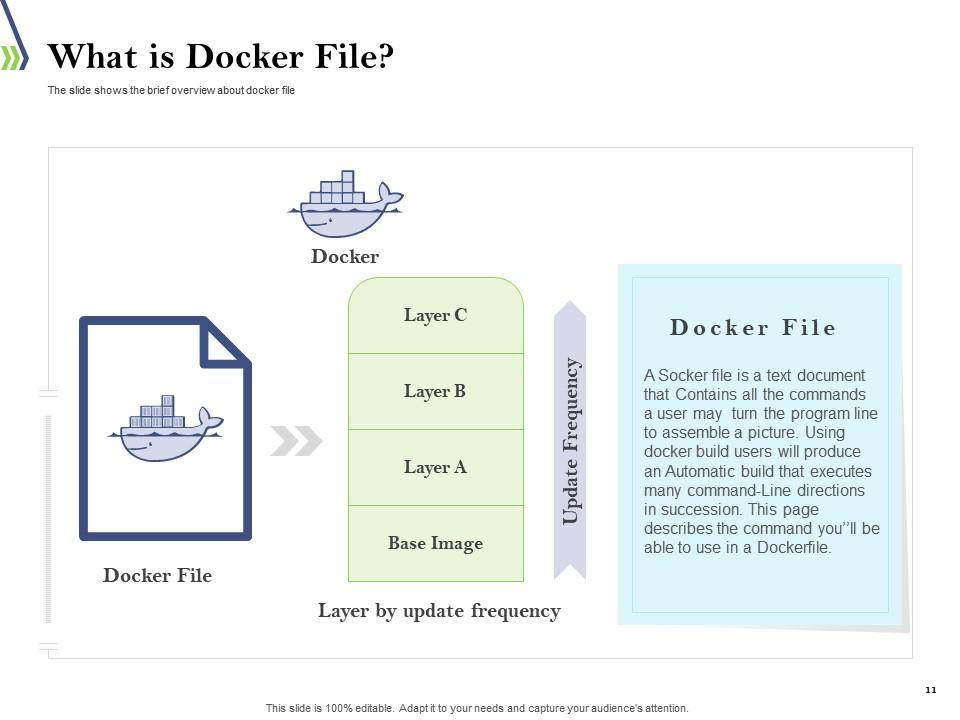 What is Docker File?
The slide shows the brief overview about docker file
Docker
Layer C
Layer B
Layer A
Base Image
Docker File
Layer by update frequency
Update Frequency
Docker File
A Socker file is a text document
that Contains all the commands
a user may turn the program line
to assemble a picture. Using
docker build users will produce
an Automatic build that executes
many command-Line directions
in succession. This page
describes the command you’’ll be
able to use in a Dockerfile.
11
This slide is 100% editable. Adapt it to your needs and capture your audience's attention.